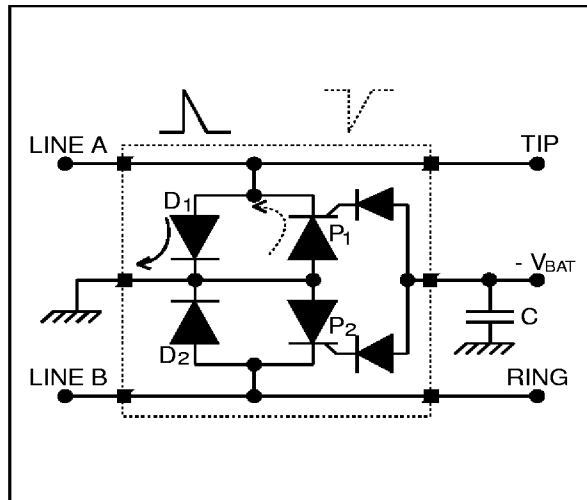 LINE A
TIP
D1
P1
- VBAT
C
P2
D2
LINE B
RING